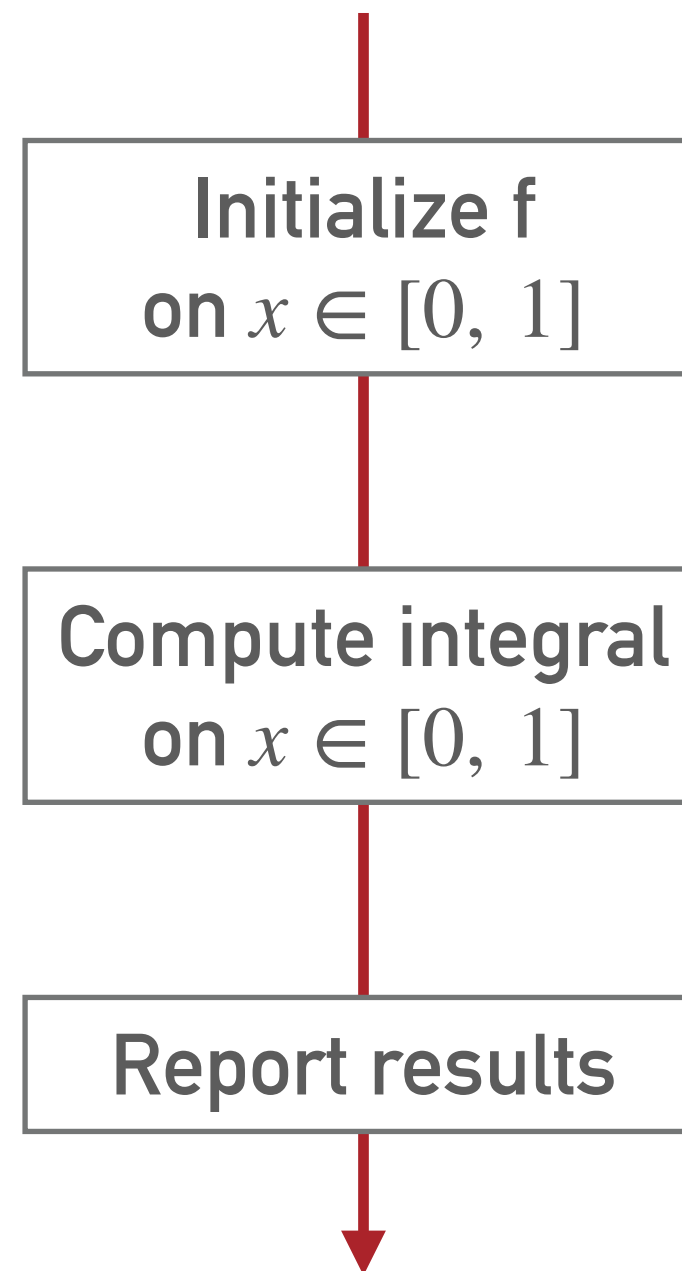 Initialize f
on x ∈ [0, 1]
Compute integral
on x ∈ [0, 1]
Report results